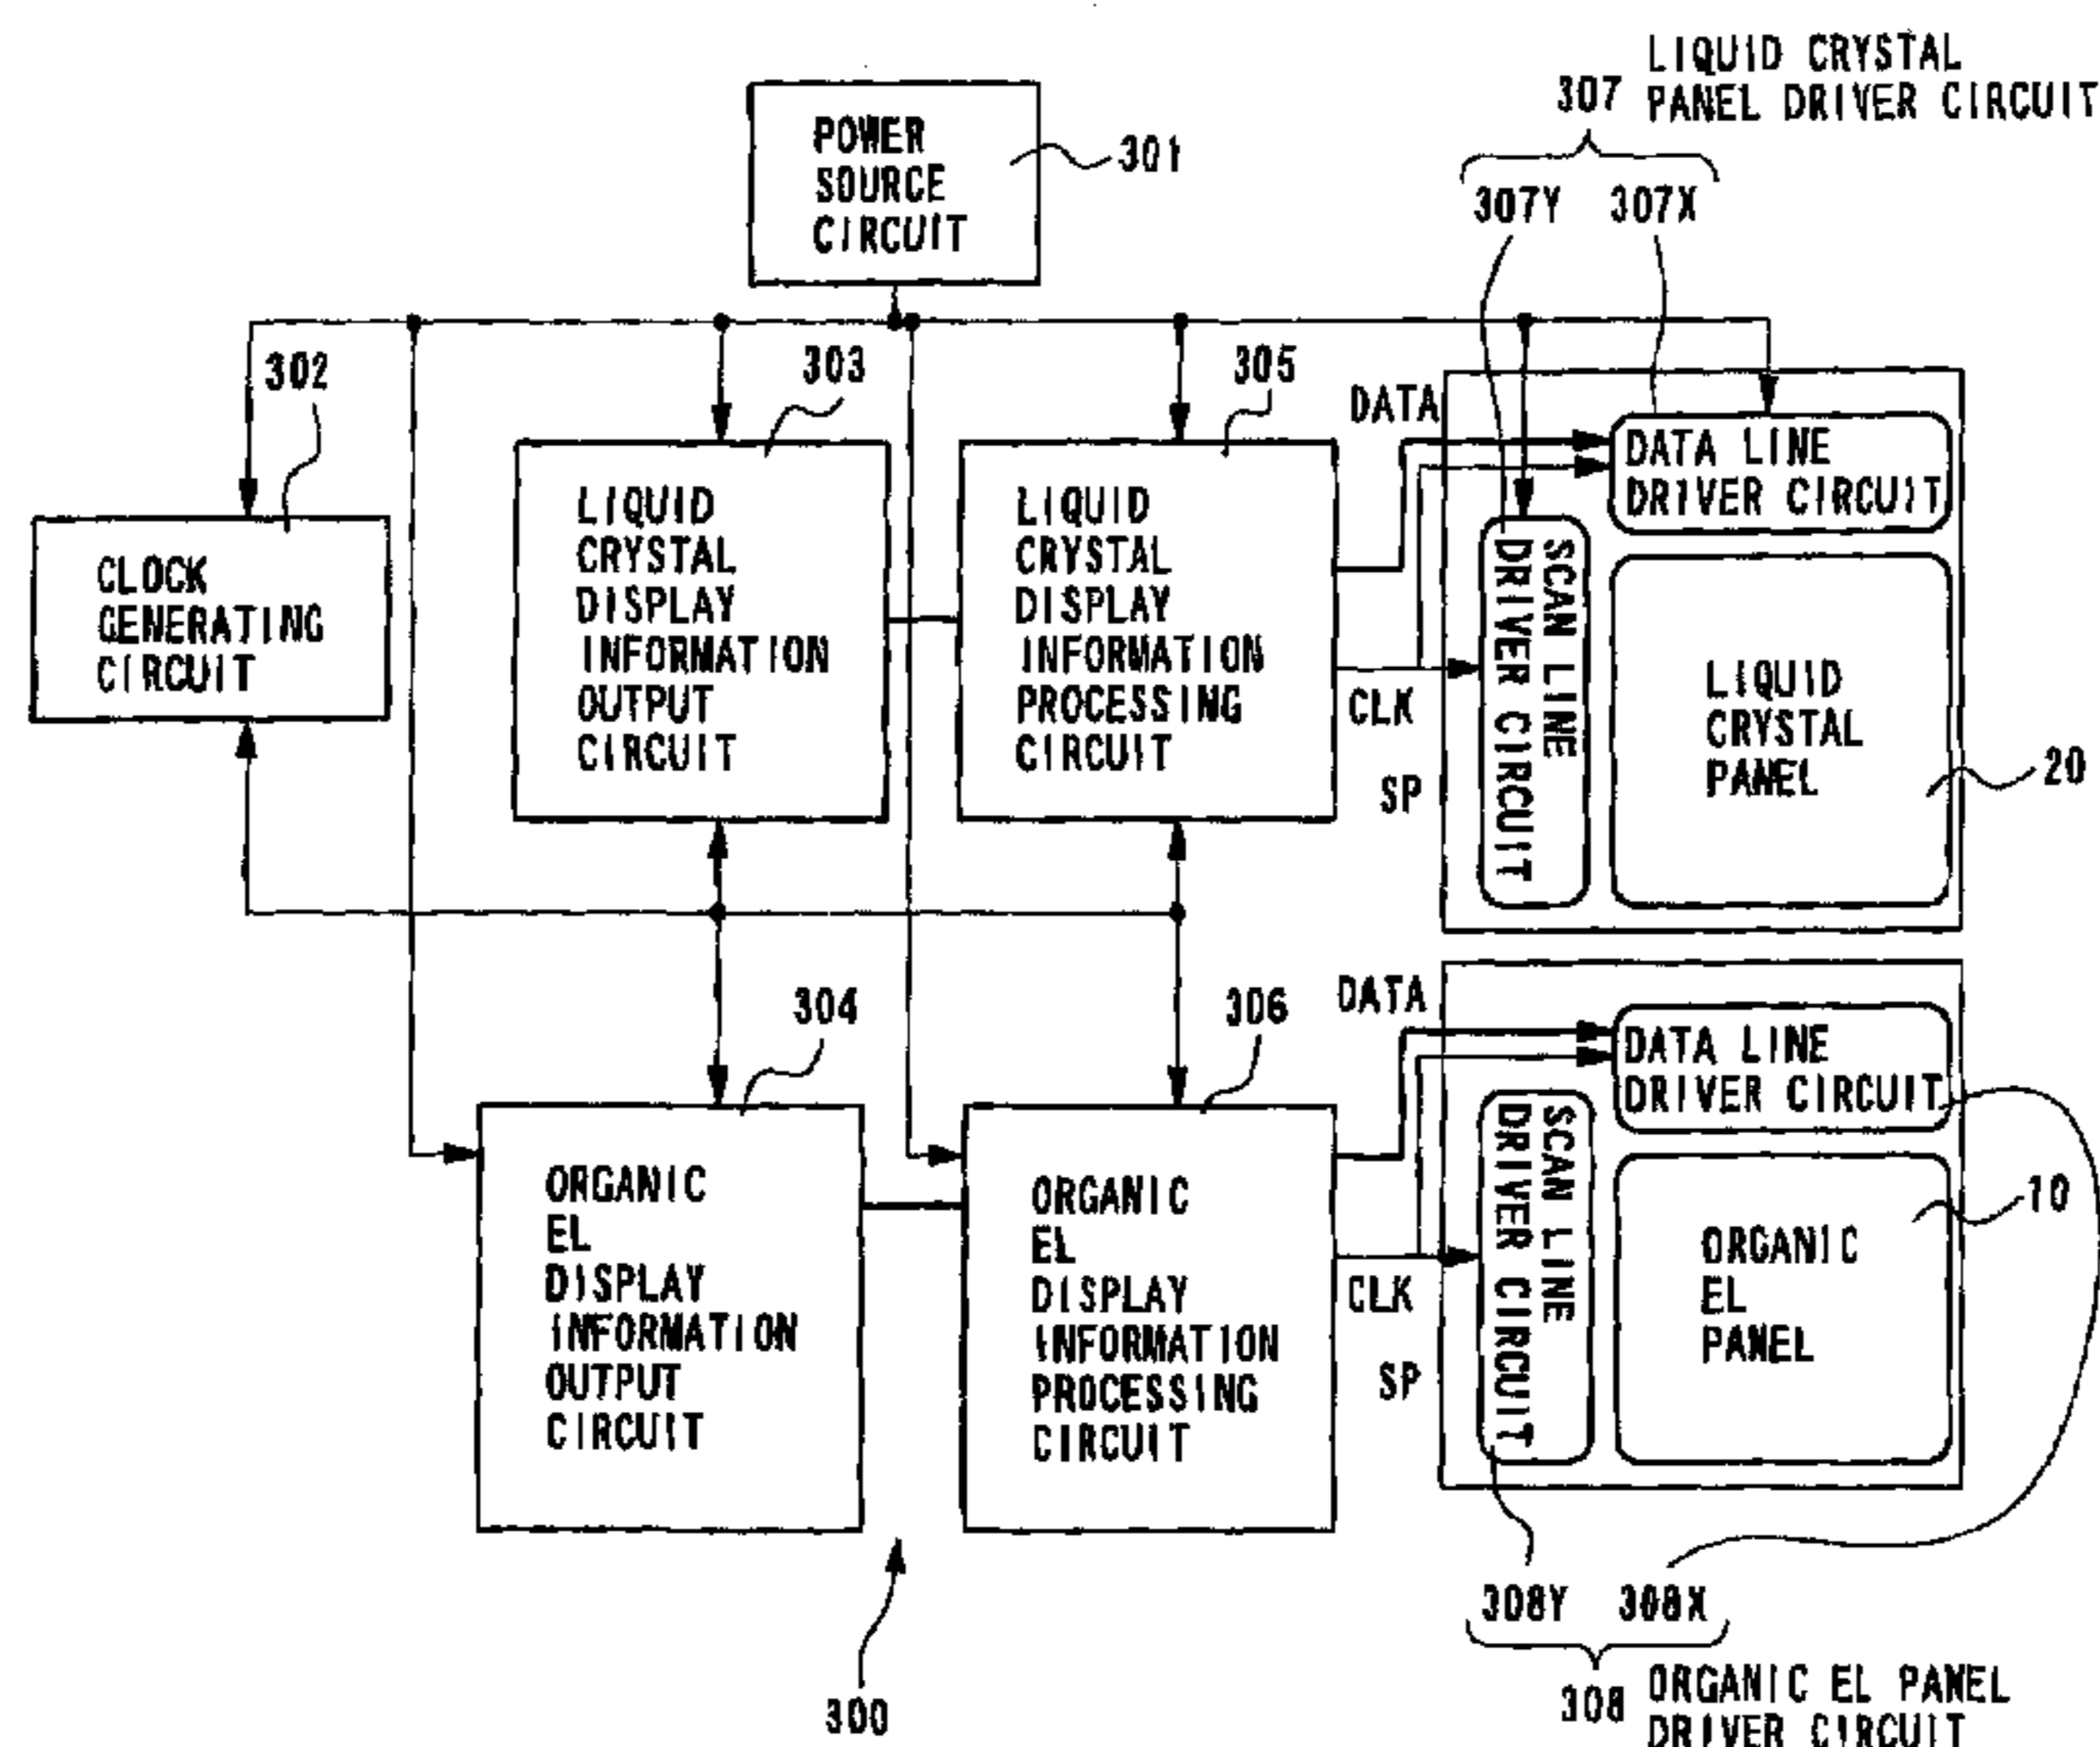 LIQUID CRYSTAL
307 PANEL DRIVER CIRCUIT
POWER
SOURCE
CIRCUIT
301
307Y 307X
302
303
305
DATA
DATA LINE
DRIVER CIRCUIT
CLOCK
GENERATING
CIRCUIT
LIQUID
CRYSTAL
DISPLAY
INFORMATION
OUTPUT
CIRCUIT
LIQUID
CRYSTAL
DISPLAY
INFORMATION
PROCESSING
CIRCUIT
CLK
SP
SCAN LINE
DRIVER CIRCUIT
LIQUID
CRYSTAL
PANEL
20
304
306
DATA
DATA LINE
DRIVER CIRCUIT
ORGANIC
EL
DISPLAY
INFORMATION
OUTPUT
CIRCUIT
ORGANIC
EL
DISPLAY
INFORMATION
PROCESSING
CIRCUIT
CLK
SP
SCAN LINE
DRIVER CIRCUIT
ORGANIC
EL
PANEL
10
300
308Y 308X
308 ORGANIC EL PANEL
DRIVER CIRCUIT